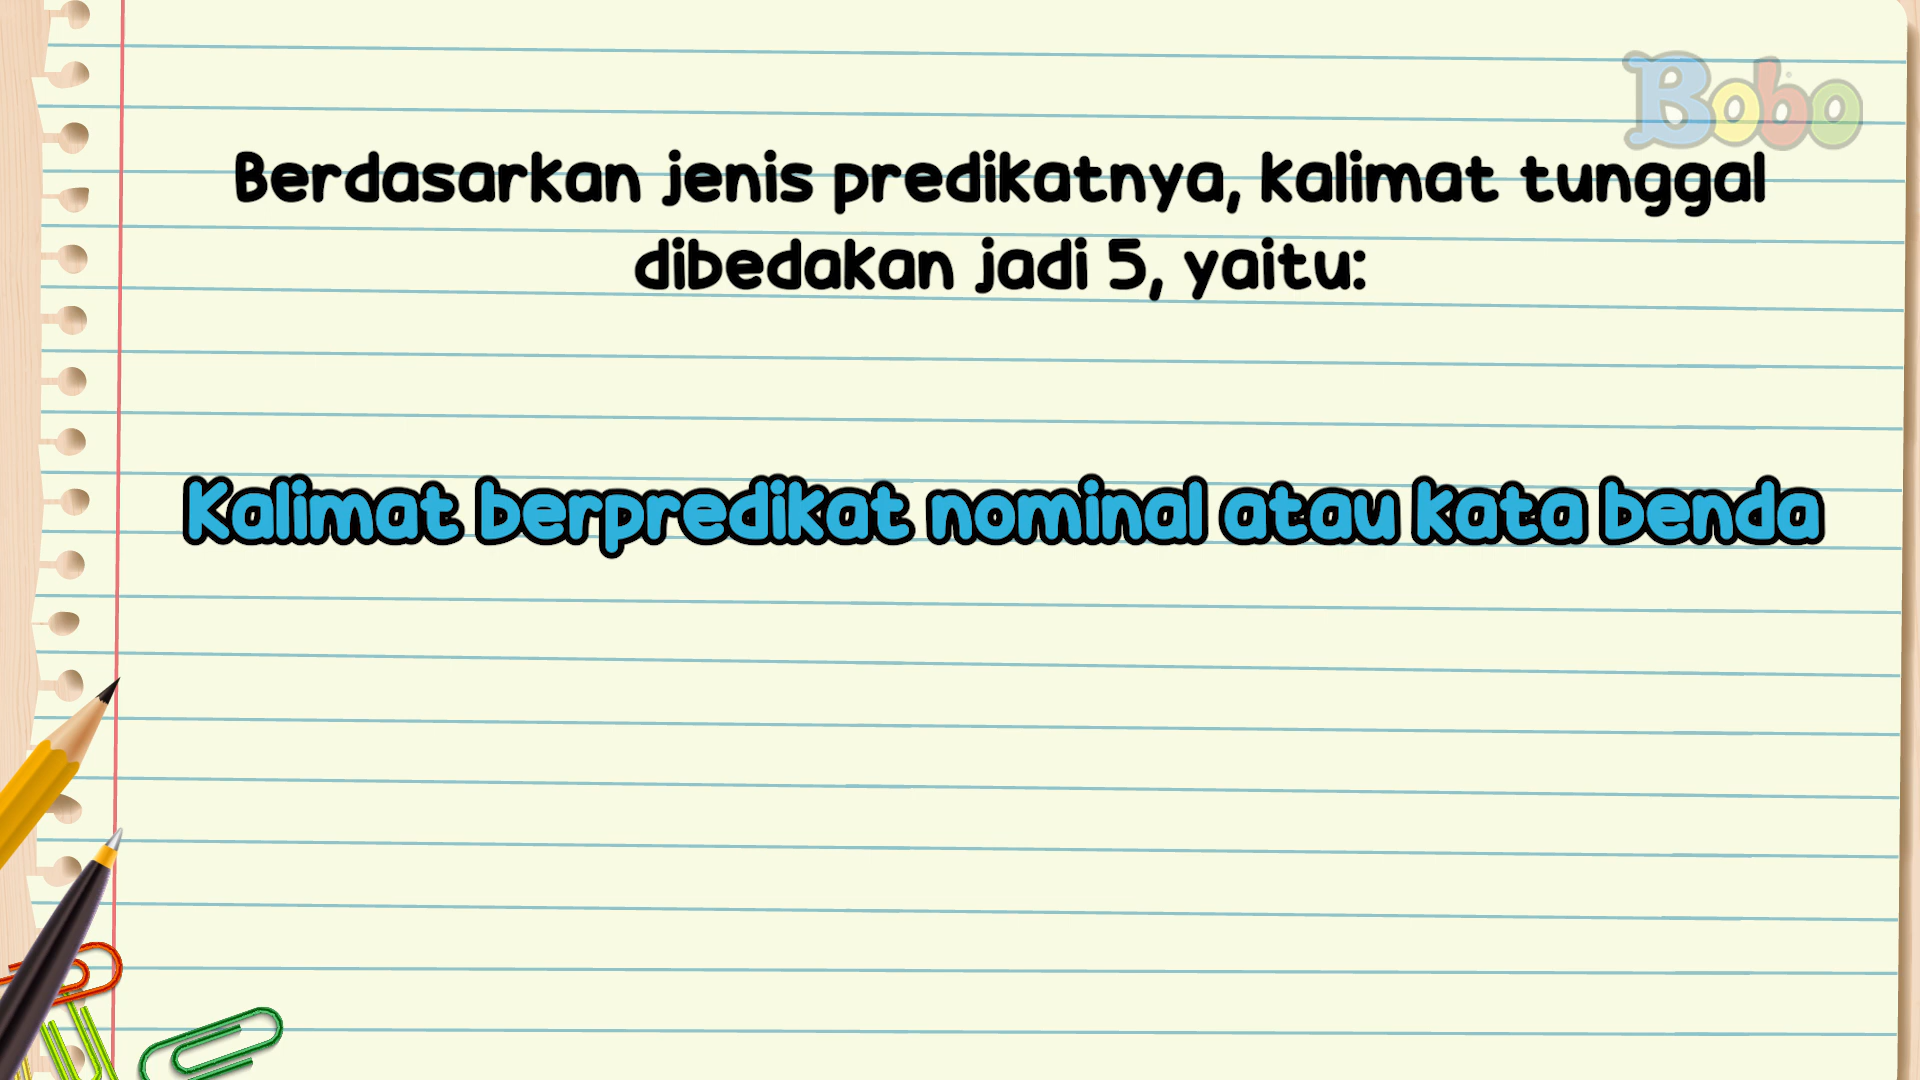 Bobo
Berdasarkan jenis predikatnya, kalimat tunggal
dibedakan jadi 5, yaitu:
Kalimat berpredikat nominal atau kata benda